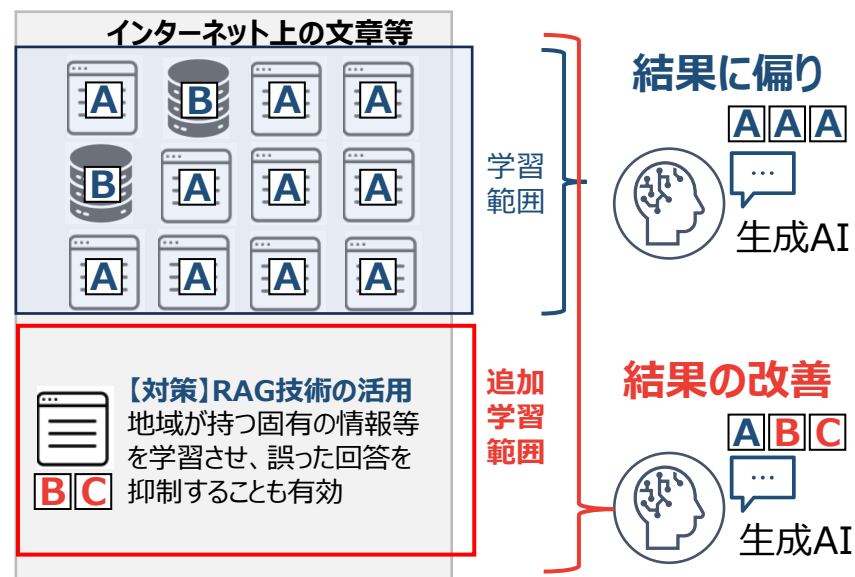 インターネット上の文章等
A
B
A
A
B
A
A
A
A
A
A
A
学習
範囲
結果に偏り
AAA
…
生成AI
【対策】RAG技術の活用
地域が持つ固有の情報等
を学習させ、誤った回答を
抑制することも有効
BC
追加
学習
範囲
結果の改善
ABC
…
生成AI